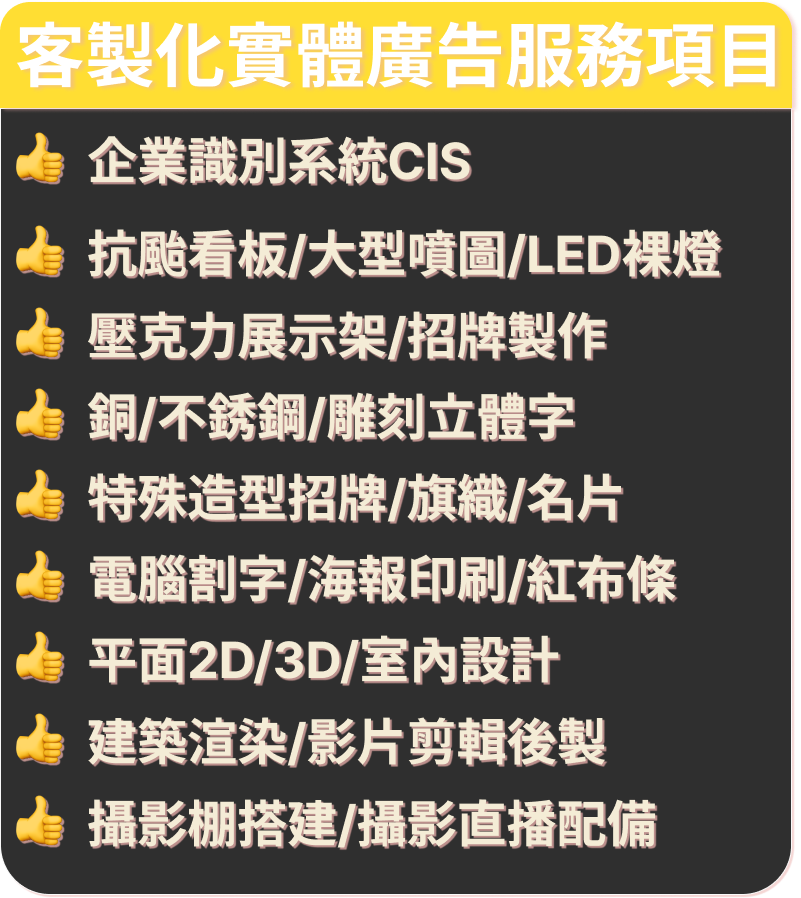 客製化實體廣告服務項目
👍 企業識別系統CIS
👍 抗颱看板/大型噴圖/LED裸燈
👍 壓克力展示架/招牌製作
👍 銅/不銹鋼/雕刻立體字
👍 特殊造型招牌/旗織/名片
👍 電腦割字/海報印刷/紅布條
👍 平面2D/3D/室內設計
👍 建築渲染/影片剪輯後製
👍 攝影棚搭建/攝影直播配備